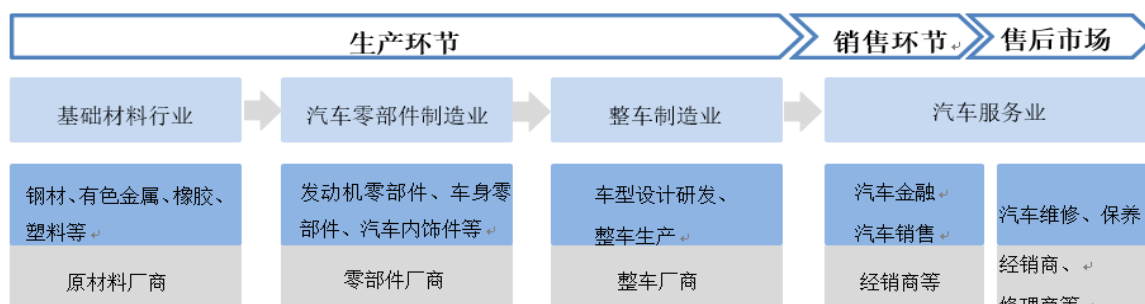 生产环节
销售环节
售后市场
基础材料行业
汽车零部件制造业
整车制造业
汽车服务业
钢材、有色金属、橡胶、
塑料等
发动机零部件、车身零
部件、汽车内饰件等
车型设计研发、
整车生产
汽车金融
汽车销售
汽车维修、保养
原材料厂商
零部件厂商
整车厂商
经销商等
经销商、
修理商等